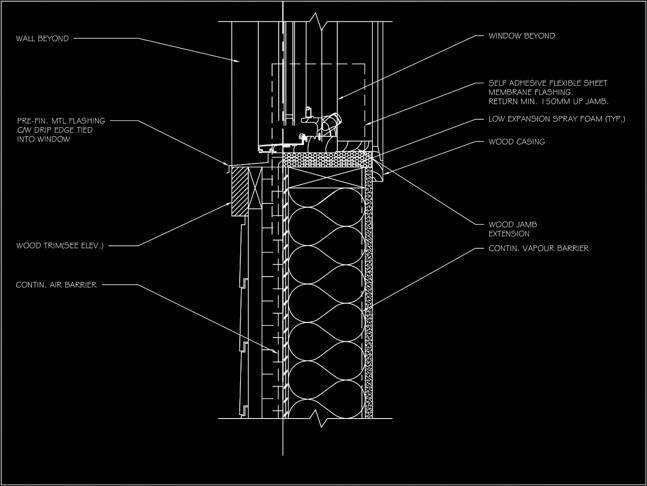 WALL BEYOND
PRE-FIN. MTL FLASHING
C/W DRIP EDGE TIED
INTO WINDOW
WOOD TRIM(SEE ELEV.)
CONTIN. AIR BARRIER
WINDOW BEYOND
SELF ADHESIVE FLEXIBLE SHEET
MEMBRANE FLASHING.
RETURN MIN. 150MM UP JAMB.
LOW EXPANSION SPRAY FOAM (TYP.)
WOOD CASING
WOOD JAMB
EXTENSION
CONTIN. VAPOUR BARRIER